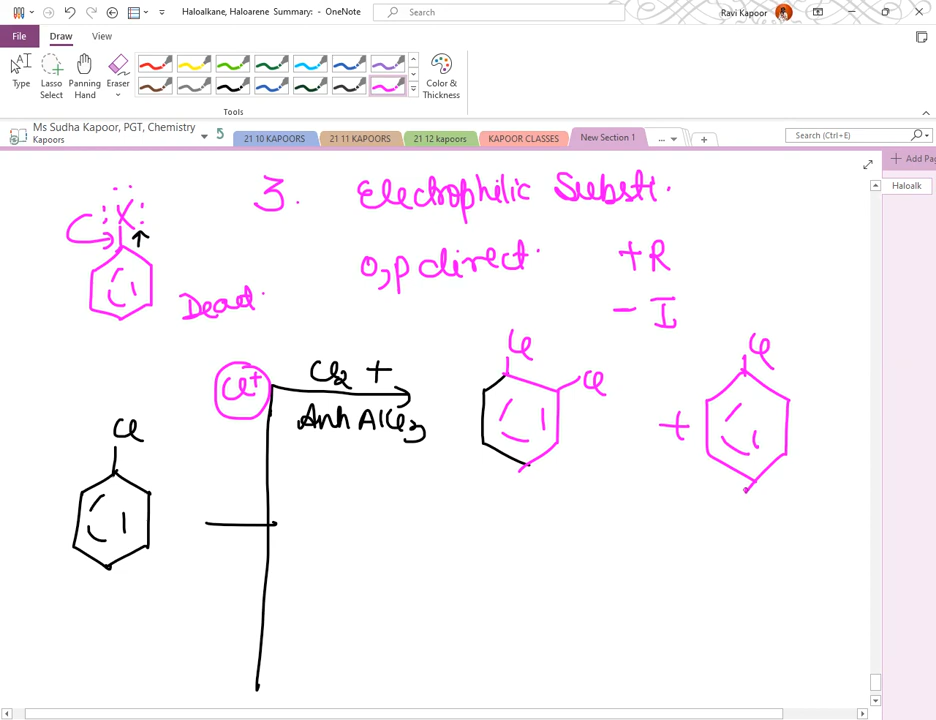 Haloalkane, Haloarene Summary: - OneNote
Search
Ravi Kapoor
File
Draw
View
Type
Lasso Select
Panning Hand
Eraser
Color & Thickness
Tools
Ms Sudha Kapoor, PGT, Chemistry
Kapoors
21 10 KAPOORS
21 11 KAPOORS
21 12 kapoors
KAPOOR CLASSES
New Section 1
...
Search (Ctrl+E)
Add Pag
Haloalk
3. Electrophilic Substi.
:X:
o,p direct.
+R
- I
Dead
Cl+
Cl2 +
Anh AlCl3
Cl
Cl
+
Cl
Cl